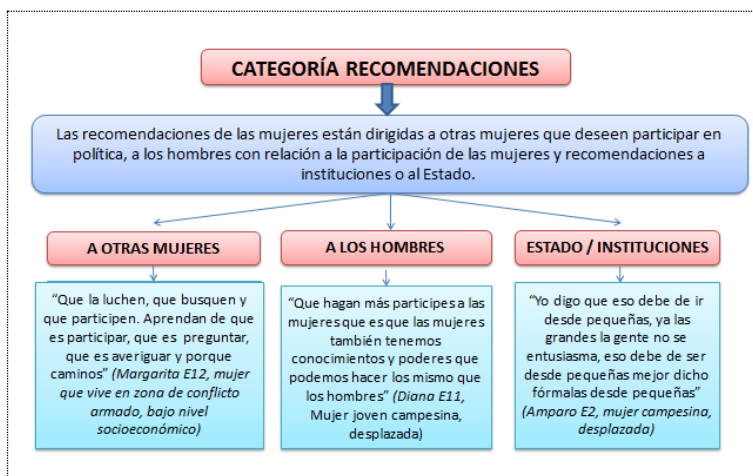 CATEGORÍA RECOMENDACIONES
Las recomendaciones de las mujeres están dirigidas a otras mujeres que deseen participar en
política, a los hombres con relación a la participación de las mujeres y recomendaciones a
instituciones o al Estado.
A OTRAS MUJERES
“Que la luchen, que busquen y
que participen. Aprendan de que
es participar, que es preguntar,
que es averiguar y porque
caminos” (Margarita E12, mujer
que vive en zona de conflicto
armado, bajo nivel
socioeconómico)
A LOS HOMBRES
“Que hagan más participes a las
mujeres que es que las mujeres
también tenemos
conocimientos y poderes que
podemos hacer los mismo que
los hombres” (Diana E11,
Mujer joven campesina,
desplazada)
ESTADO / INSTITUCIONES
“Yo digo que eso debe de ir
desde pequeñas, ya las
grandes la gente no se
entusiasma, eso debe de ser
desde pequeñas mejor dicho
fórmalas desde pequeñas”
(Amparo E2, mujer campesina,
desplazada)